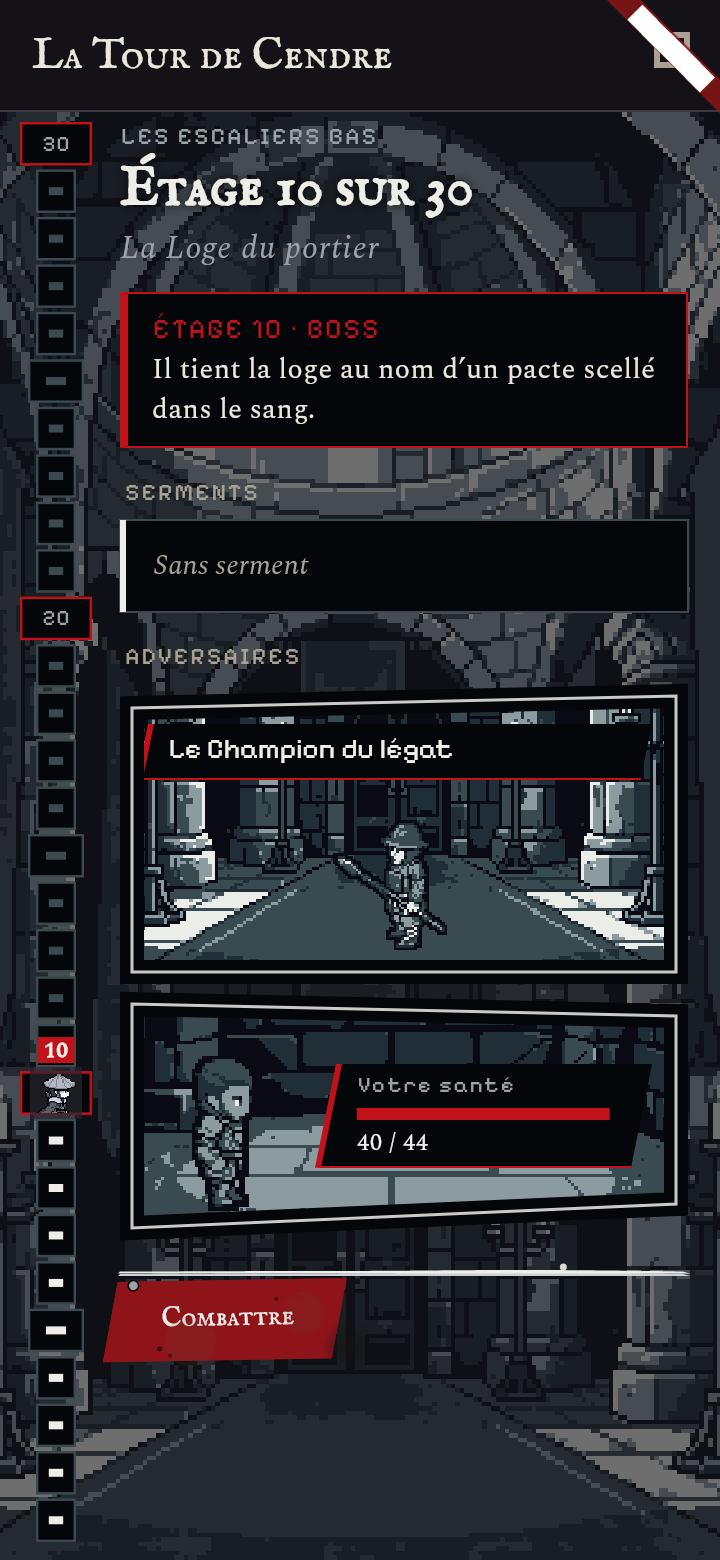 La Tour de Cendre
30
LES ESCALIERS BAS
Étage 10 sur 30
La Loge du portier
ÉTAGE 10 · BOSS
Il tient la loge au nom d’un pacte scellé
dans le sang.
SERMENTS
Sans serment
20
ADVERSAIRES
Le Champion du légat
10
Votre santé
40 / 44
Combattre